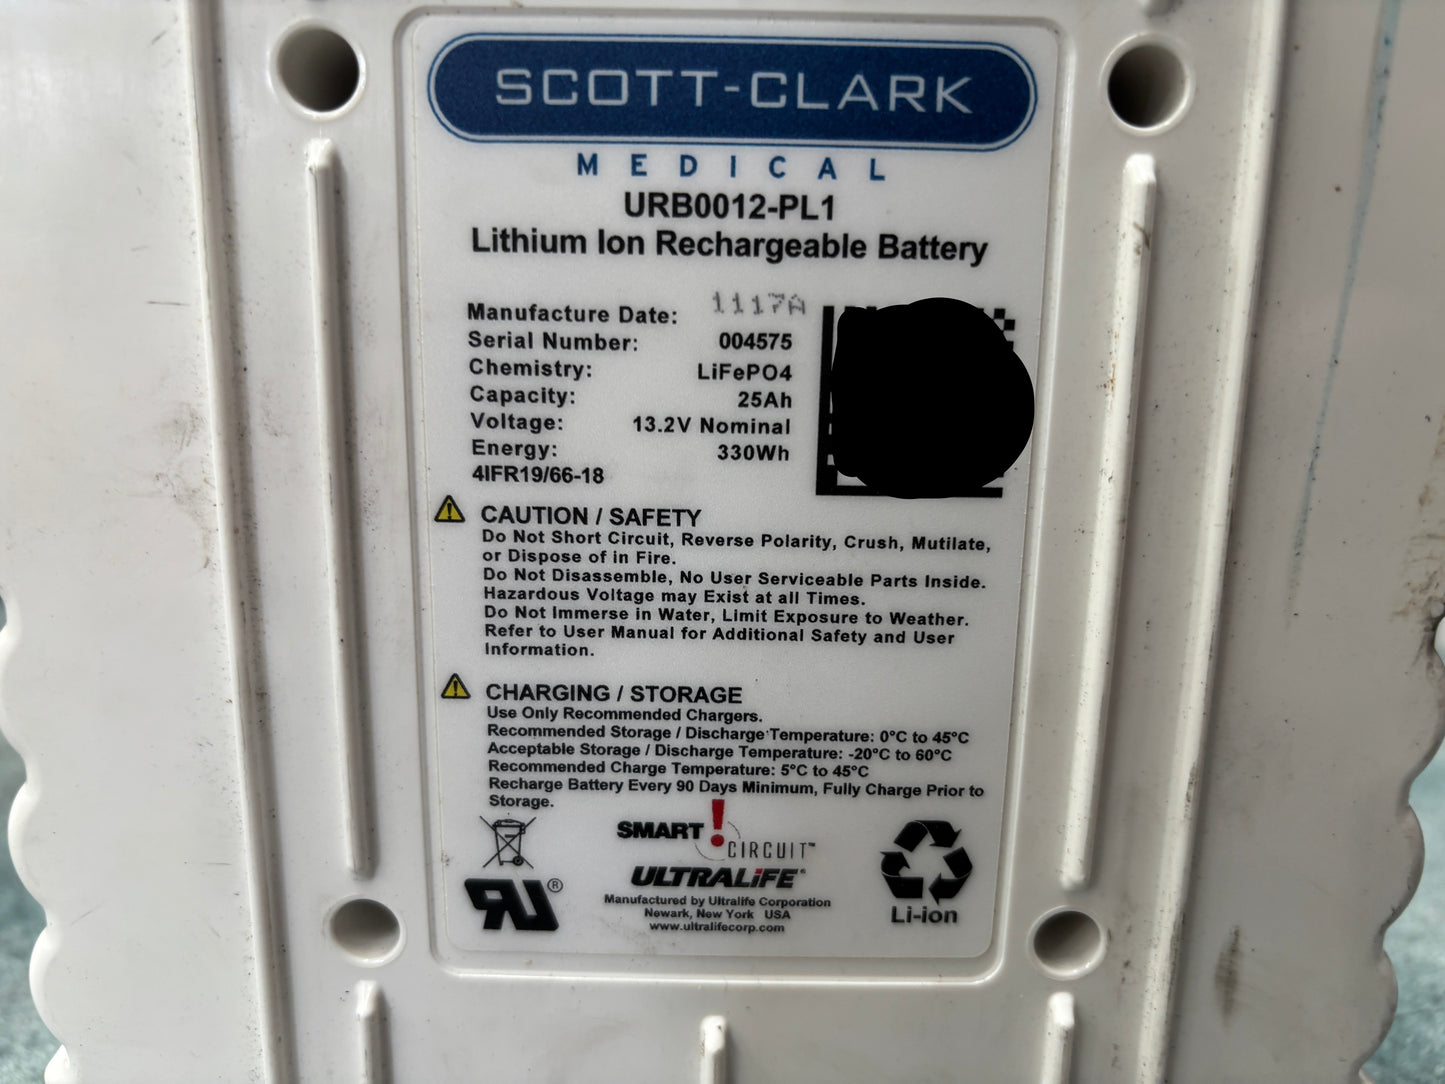 SCOTT-CLARK
MEDICAL
URB0012-PL1
Lithium Ion Rechargeable Battery
Manufacture Date: 1117A
Serial Number: 004575
Chemistry: LiFePO4
Capacity: 25Ah
Voltage: 13.2V Nominal
Energy: 330Wh
4IFR19/66-18
CAUTION / SAFETY
Do Not Short Circuit, Reverse Polarity, Crush, Mutilate,
or Dispose of in Fire.
Do Not Disassemble, No User Serviceable Parts Inside.
Hazardous Voltage may Exist at all Times.
Do Not Immerse in Water, Limit Exposure to Weather.
Refer to User Manual for Additional Safety and User
Information.
CHARGING / STORAGE
Use Only Recommended Chargers.
Recommended Storage / Discharge Temperature: 0°C to 45°C
Acceptable Storage / Discharge Temperature: -20°C to 60°C
Recommended Charge Temperature: 5°C to 45°C
Recharge Battery Every 90 Days Minimum, Fully Charge Prior to
Storage.
SMART!
CIRCUIT™
ULTRALiFE®
Manufactured by Ultralife Corporation
Newark, New York USA
www.ultralifecorp.com
RU®
Li-ion